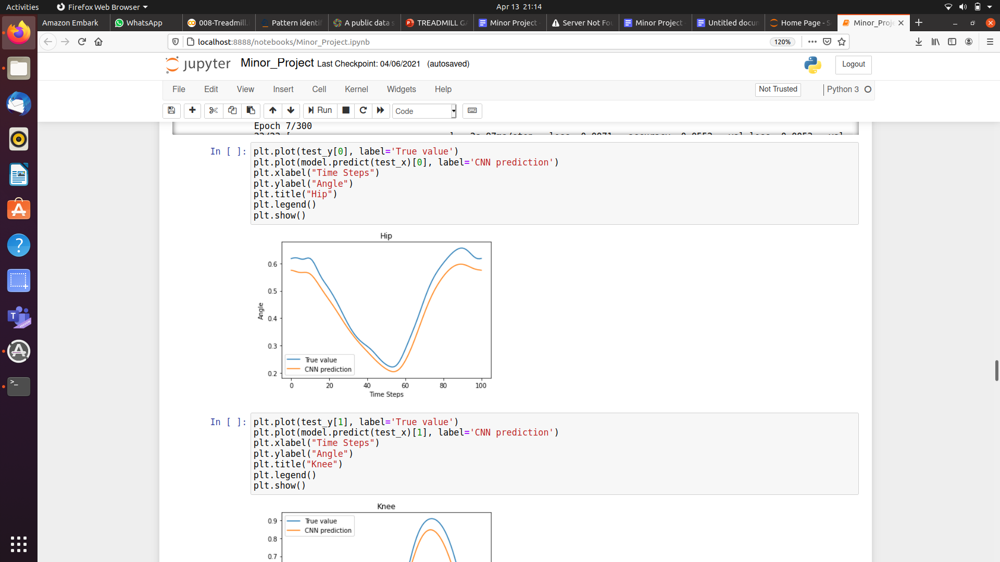 Activities
Firefox Web Browser
Apr 13 21:14
Amazon Embark
WhatsApp
008-Treadmill.
Pattern identif
A public data s
TREADMILL GA
Minor Project -
Server Not Fou
Minor Project -
Untitled docum
Home Page - S
Minor_Proje
localhost:8888/notebooks/Minor_Project.ipynb
120%
jupyter
Minor_Project Last Checkpoint: 04/06/2021 (autosaved)
Logout
File Edit View Insert Cell Kernel Widgets Help
Not Trusted
Python 3
Run
Code
Epoch 7/300
In [ ]:
plt.plot(test_y[0], label='True value')
plt.plot(model.predict(test_x)[0], label='CNN prediction')
plt.xlabel("Time Steps")
plt.ylabel("Angle")
plt.title("Hip")
plt.legend()
plt.show()
Hip
0.6
0.5
0.4
0.3
0.2
Angle
True value
CNN prediction
0 20 40 60 80 100
Time Steps
In [ ]:
plt.plot(test_y[1], label='True value')
plt.plot(model.predict(test_x)[1], label='CNN prediction')
plt.xlabel("Time Steps")
plt.ylabel("Angle")
plt.title("Knee")
plt.legend()
plt.show()
Knee
0.9
0.8
0.7
True value
CNN prediction